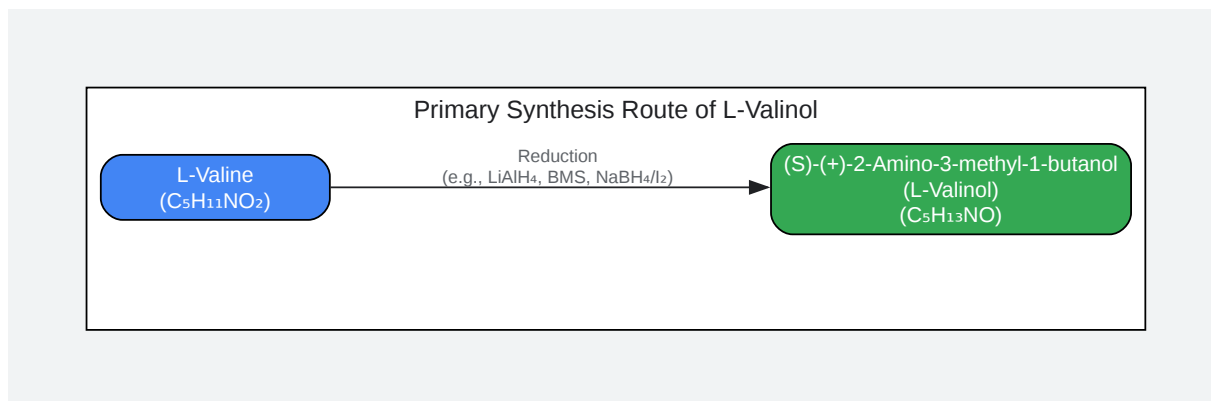 Primary Synthesis Route of L-Valinol
L-Valine
(C₅H₁₁NO₂)
Reduction
(e.g., LiAlH₄, BMS, NaBH₄/I₂)
(S)-(+)-2-Amino-3-methyl-1-butanol
(L-Valinol)
(C₅H₁₃NO)